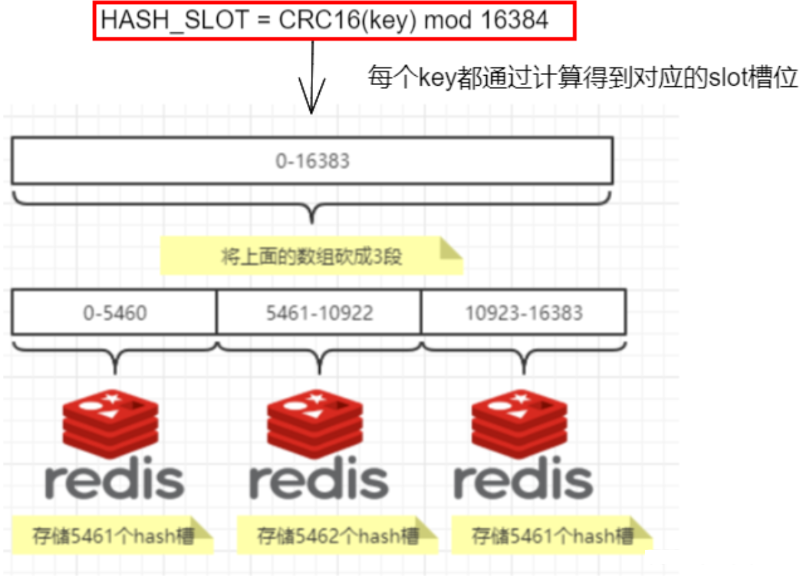 HASH_SLOT = CRC16(key) mod 16384
每个key都通过计算得到对应的slot槽位
0-16383
将上面的数组砍成3段
0-5460 5461-10922 10923-16383
redis redis redis
存储5461个hash槽 存储5462个hash槽 存储5461个hash槽